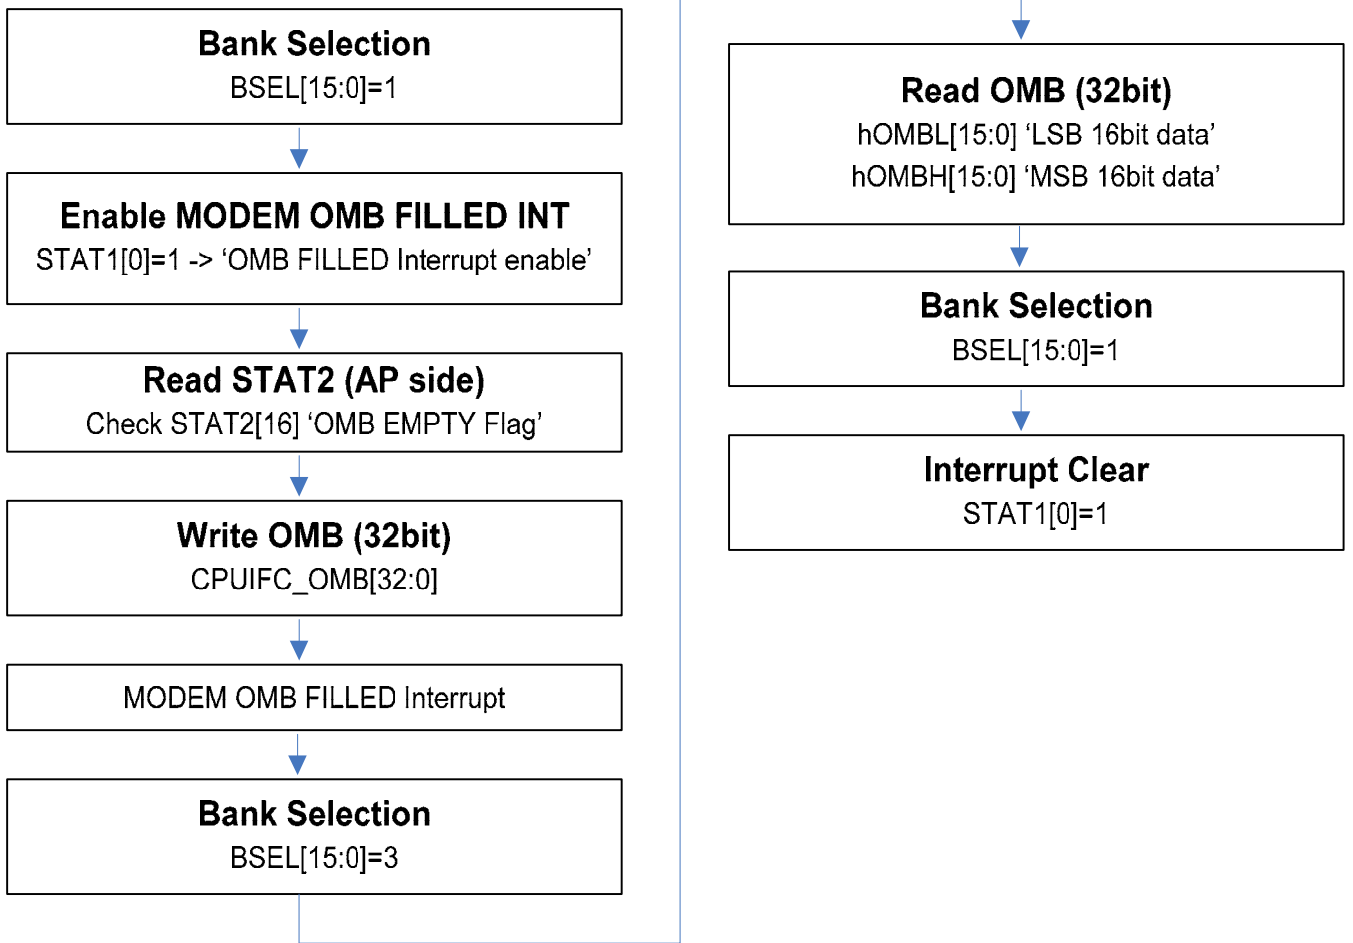 Bank Selection
BSEL[15:0]=1
Enable MODEM OMB FILLED INT
STAT1[0]=1 -> ‘OMB FILLED Interrupt enable’
Read STAT2 (AP side)
Check STAT2[16] ‘OMB EMPTY Flag’
Write OMB (32bit)
CPUIFC_OMB[32:0]
MODEM OMB FILLED Interrupt
Bank Selection
BSEL[15:0]=3
Read OMB (32bit)
hOMBL[15:0] ‘LSB 16bit data’
hOMBH[15:0] ‘MSB 16bit data’
Bank Selection
BSEL[15:0]=1
Interrupt Clear
STAT1[0]=1